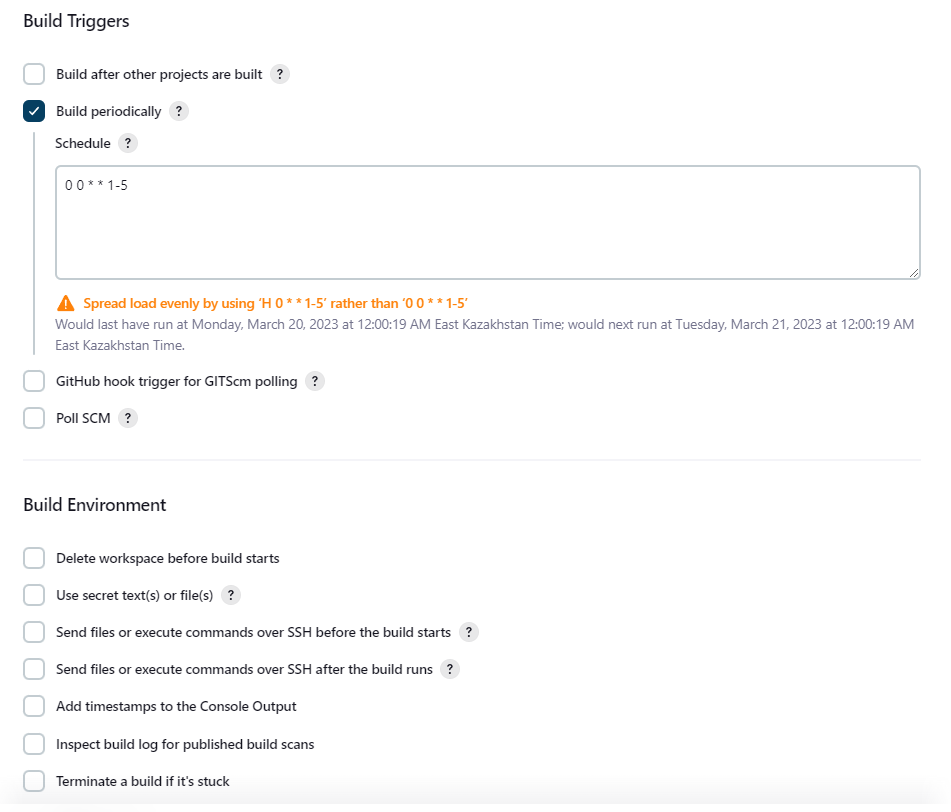 Build Triggers
Build after other projects are built ?
Build periodically ?
Schedule ?
0 0 * * 1-5
Spread load evenly by using ‘H 0 * * 1-5’ rather than ‘0 0 * * 1-5’
Would last have run at Monday, March 20, 2023 at 12:00:19 AM East Kazakhstan Time; would next run at Tuesday, March 21, 2023 at 12:00:19 AM
East Kazakhstan Time.
GitHub hook trigger for GITScm polling ?
Poll SCM ?
Build Environment
Delete workspace before build starts
Use secret text(s) or file(s) ?
Send files or execute commands over SSH before the build starts ?
Send files or execute commands over SSH after the build runs ?
Add timestamps to the Console Output
Inspect build log for published build scans
Terminate a build if it's stuck